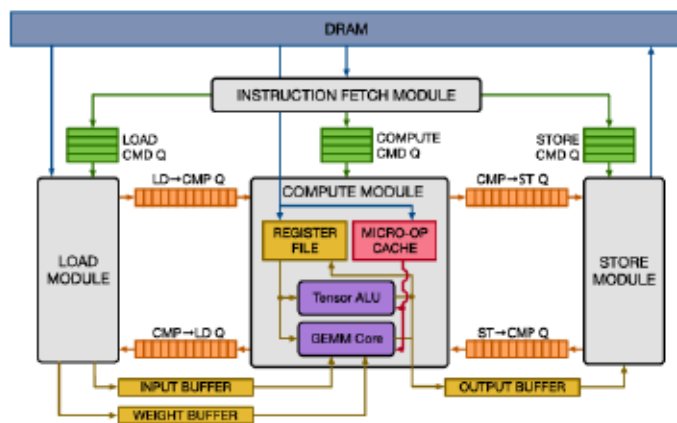 DRAM
INSTRUCTION FETCH MODULE
LOAD
CMD Q
COMPUTE
CMD Q
STORE
CMD Q
LD→CMP Q
COMPUTE MODULE
CMP→ST Q
REGISTER
FILE
MICRO-OP
CACHE
LOAD
MODULE
STORE
MODULE
Tensor ALU
CMP→LD Q
GEMM Core
ST→CMP Q
INPUT BUFFER
OUTPUT BUFFER
WEIGHT BUFFER